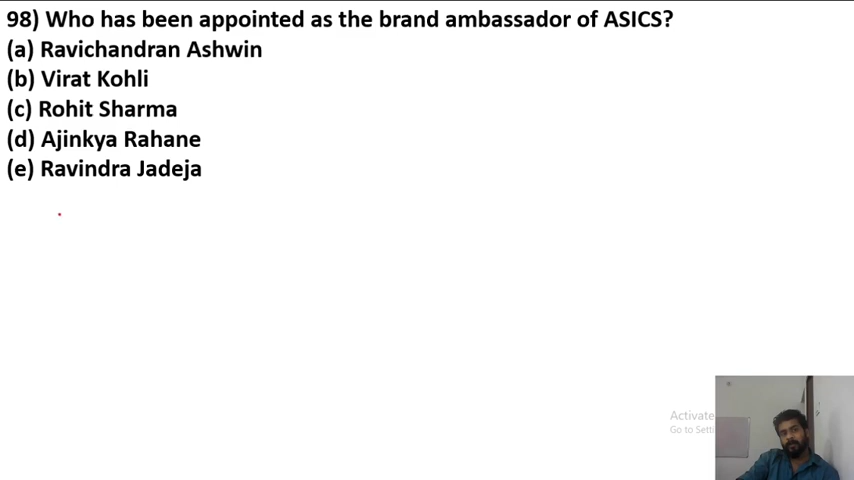 98) Who has been appointed as the brand ambassador of ASICS?
(a) Ravichandran Ashwin
(b) Virat Kohli
(c) Rohit Sharma
(d) Ajinkya Rahane
(e) Ravindra Jadeja
Activate
Go to Setti